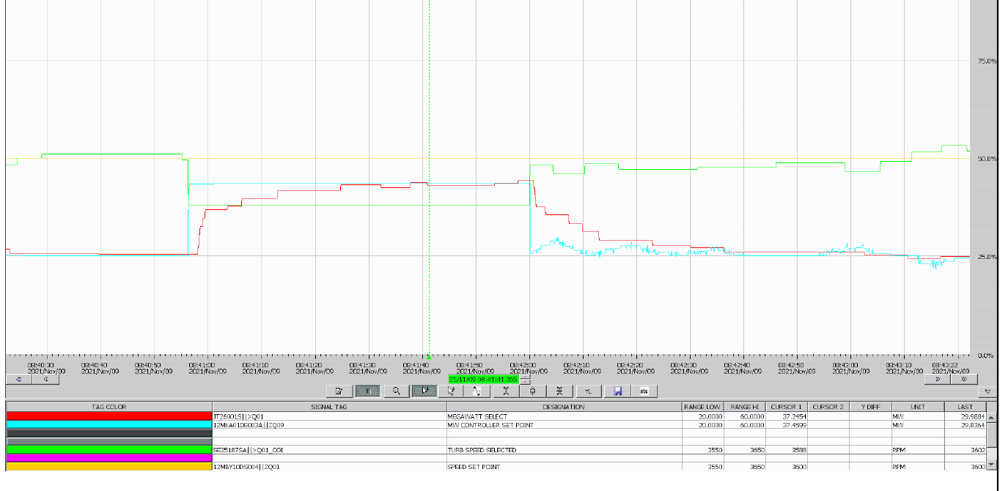 75.0%
50.0%
25.0%
0.0%
08:40:30 08:40:40 08:40:50 08:41:00 08:41:10 08:41:20 08:41:30 08:41:40 08:41:50 08:42:00 08:42:10 08:42:20 08:42:30 08:42:40 08:42:50 08:43:00 08:43:10 08:43:22
2021/Nov/09 2021/Nov/09 2021/Nov/09 2021/Nov/09 2021/Nov/09 2021/Nov/09 2021/Nov/09 2021/Nov/09 2021/Nov/09 2021/Nov/09 2021/Nov/09 2021/Nov/09 2021/Nov/09 2021/Nov/09 2021/Nov/09 2021/Nov/09 2021/Nov/09 2021/Nov/09
21/11/09 08:41:41.265
YL abc
TAG COLOR SIGNAL TAG DESIGNATION RANGE LOW RANGE HI CURSOR 1 CURSOR 2 Y DIFF UNIT LAST
JT26001S||XQ01 MEGAWATT SELECT 20.0000 60.0000 37.2454 MW 29.9884
12MKA01DE003A||ZQ09 MW CONTROLLER SET POINT 20.0000 60.0000 37.4599 MW 29.8364
SE25187SA||XQ01_COI TURB SPEED SELECTED 3550 3650 3588 RPM 3602
12MBY10DS004||ZQ01 SPEED SET POINT 3550 3650 3600 RPM 3600